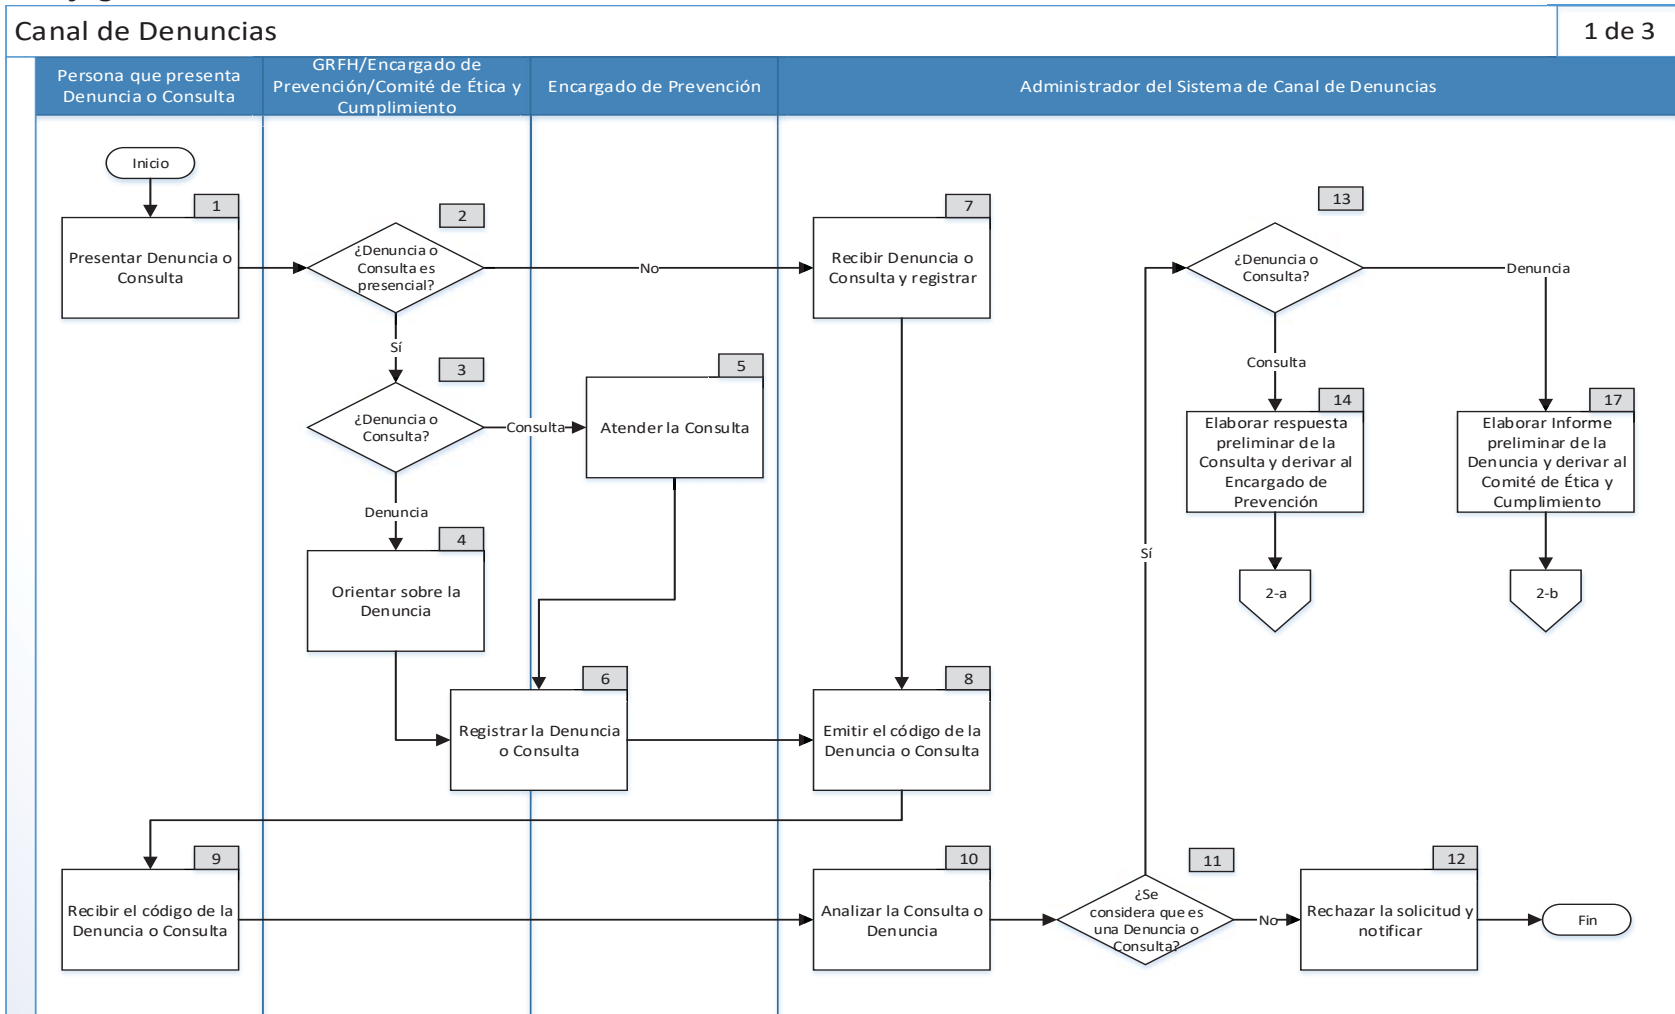 Canal de Denuncias
1 de 3
Persona que presenta
Denuncia o Consulta
GRFH/Encargado de
Prevención/Comité de Ética y
Cumplimiento
Encargado de Prevención
Administrador del Sistema de Canal de Denuncias
Inicio
1
Presentar Denuncia o
Consulta
2
¿Denuncia o
Consulta es
presencial?
No
7
Recibir Denuncia o
Consulta y registrar
13
¿Denuncia o
Consulta?
Denuncia
Sí
3
¿Denuncia o
Consulta?
Consulta
5
Atender la Consulta
Consulta
14
Elaborar respuesta
preliminar de la
Consulta y derivar al
Encargado de
Prevención
17
Elaborar Informe
preliminar de la
Denuncia y derivar al
Comité de Ética y
Cumplimiento
Denuncia
4
Orientar sobre la
Denuncia
Sí
2-a
2-b
6
Registrar la Denuncia
o Consulta
8
Emitir el código de la
Denuncia o Consulta
9
Recibir el código de la
Denuncia o Consulta
10
Analizar la Consulta o
Denuncia
11
¿Se
considera que es
una Denuncia o
Consulta?
No
12
Rechazar la solicitud y
notificar
Fin